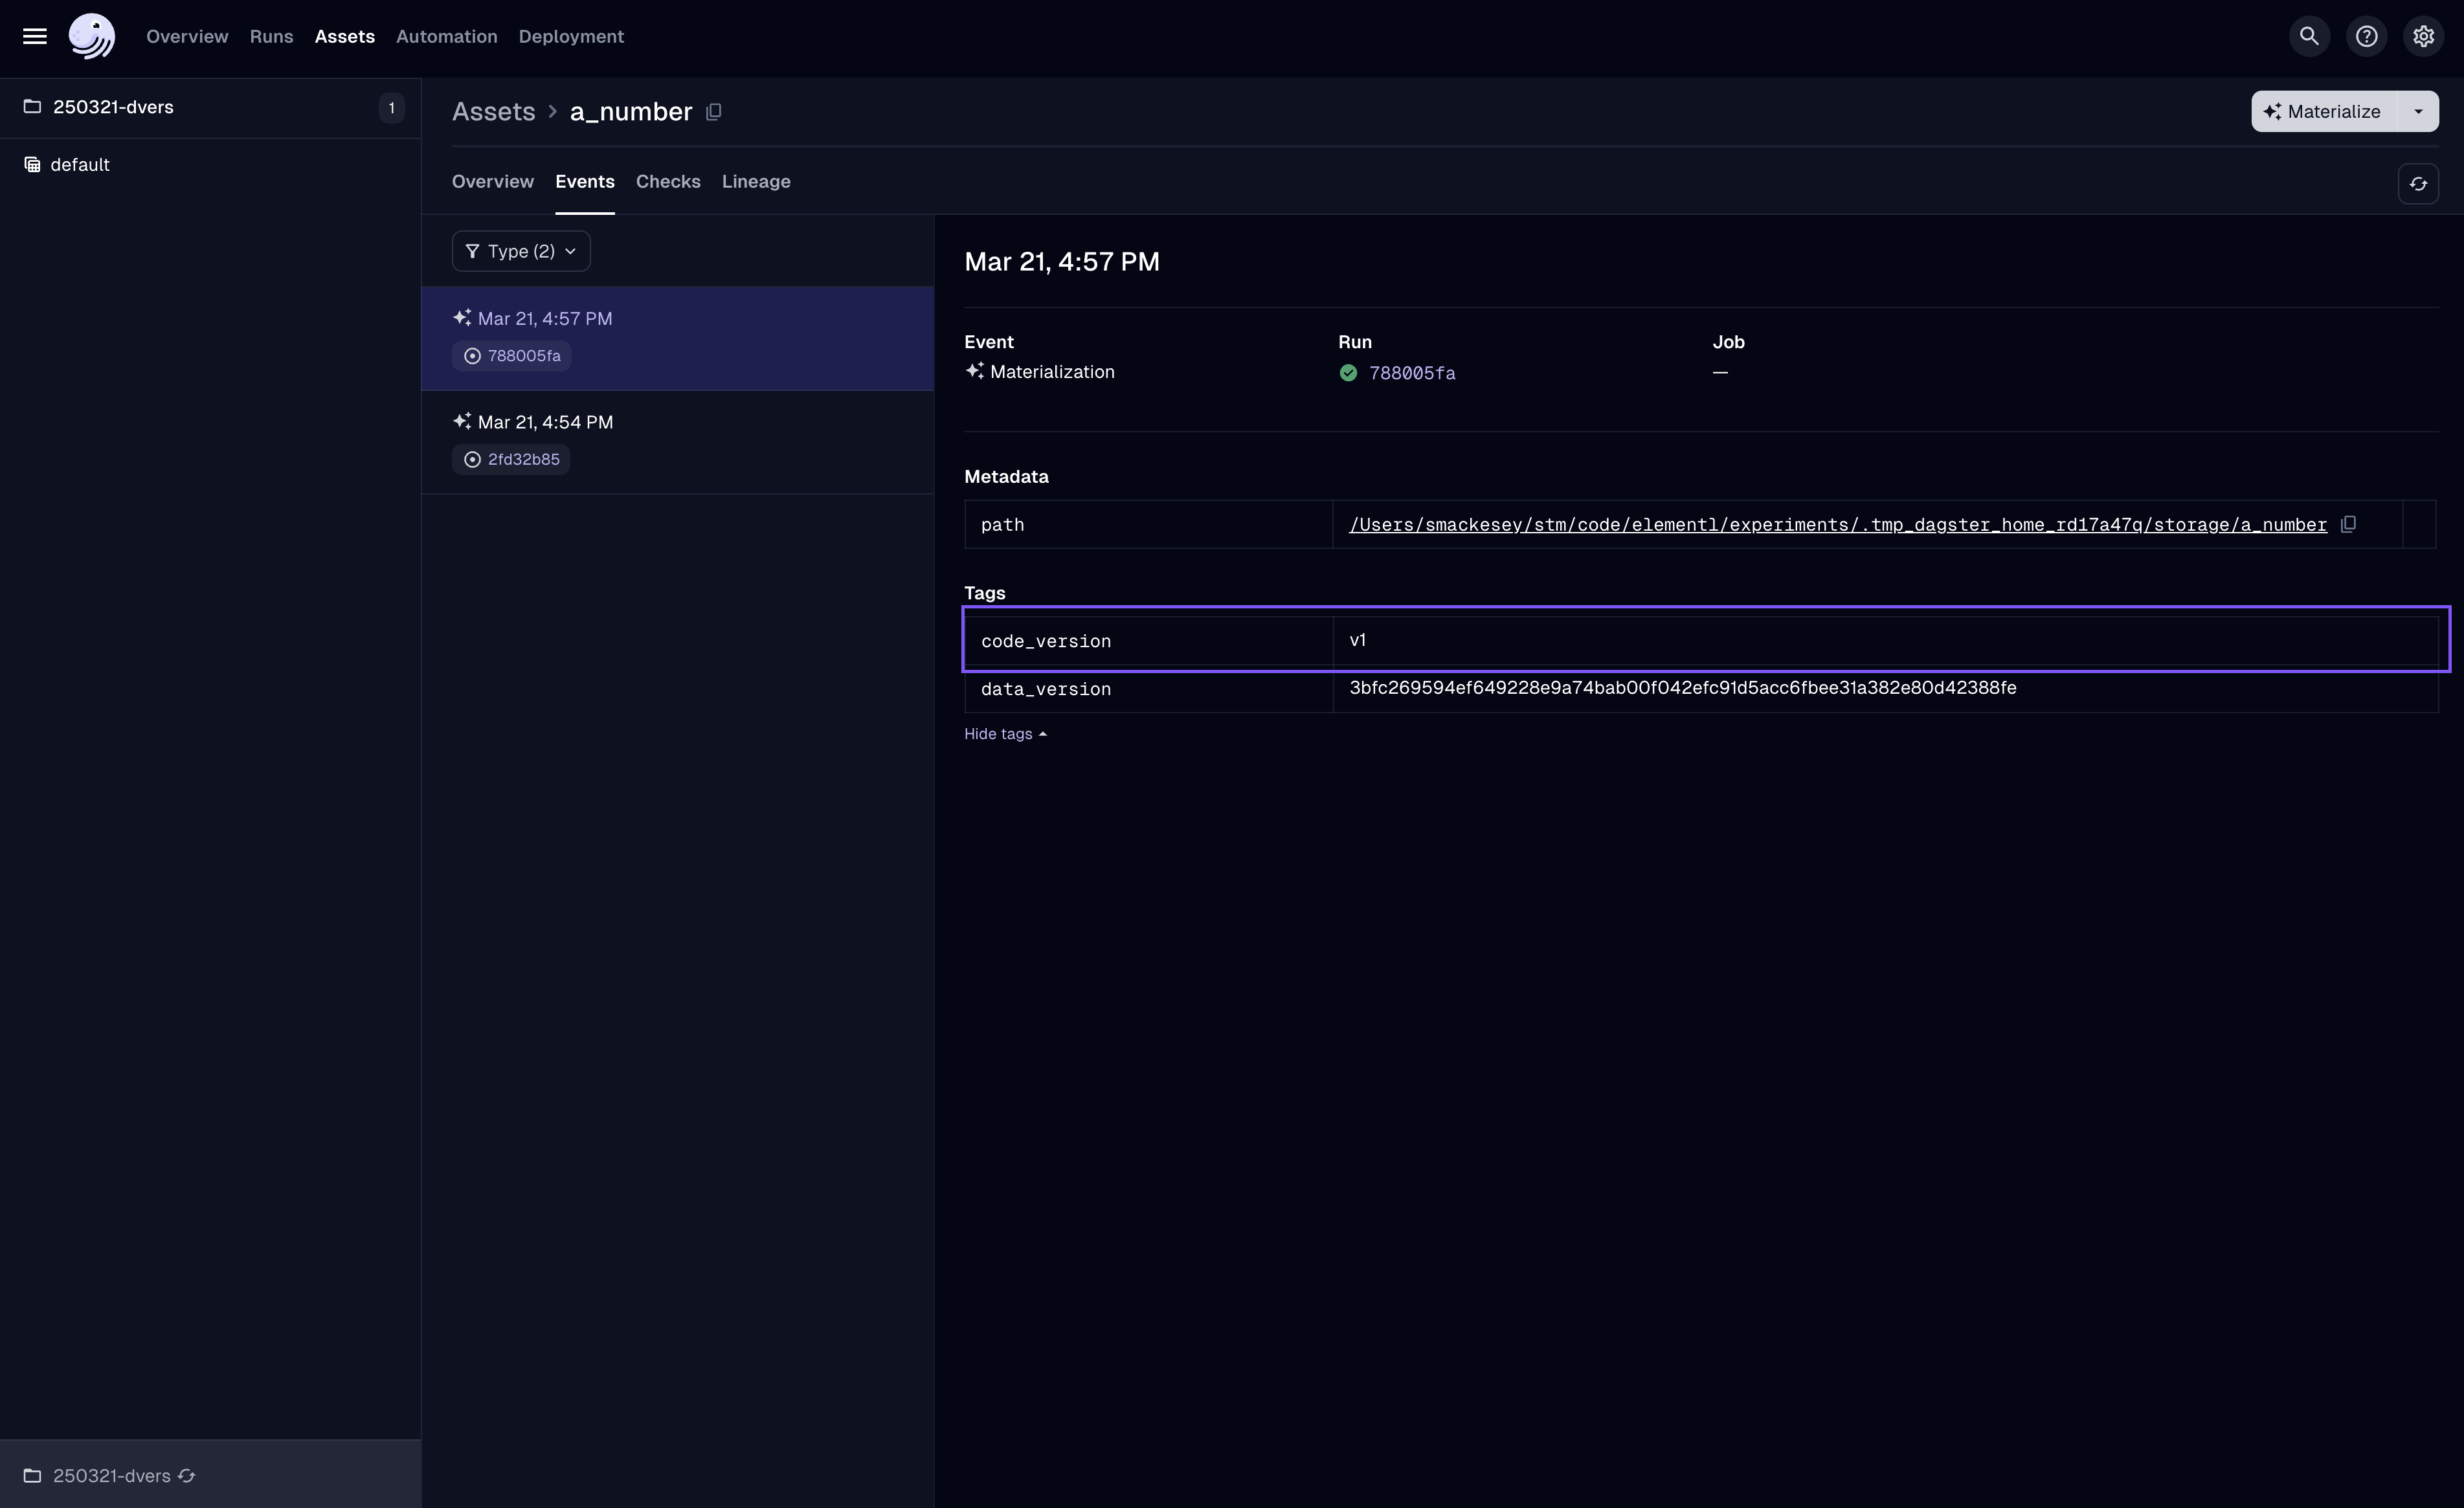 Overview Runs Assets Automation Deployment
250321-dvers 1
default
Assets > a_number
Materialize
Overview Events Checks Lineage
Type (2)
Mar 21, 4:57 PM
788005fa
Mar 21, 4:54 PM
2fd32b85
Mar 21, 4:57 PM
Event Run Job
Materialization 788005fa —
Metadata
path /Users/smackesey/stm/code/elementl/experiments/.tmp_dagster_home_rd17a47q/storage/a_number
Tags
code_version v1
data_version 3bfc269594ef649228e9a74bab00f042efc91d5acc6fbee31a382e80d42388fe
Hide tags
250321-dvers